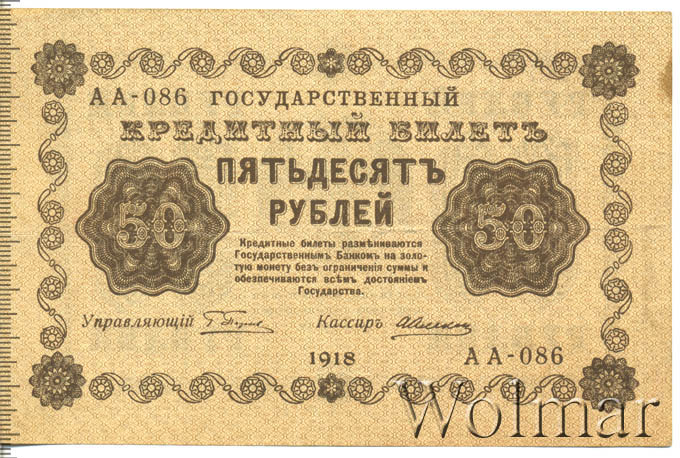 АА-086 ГОСУДАРСТВЕННЫЙ
КРЕДИТНЫЙ БИЛЕТЪ
ПЯТЬДЕСЯТЪ
РУБЛЕЙ
50 50
Кредитные билеты размѣниваются
Государственнымъ Банкомъ на золо-
тую монету безъ ограниченія суммы и
обезпечиваются всѣмъ достояніемъ
Государства.
Управляющій Кассиръ
1918 АА-086
Wolmar